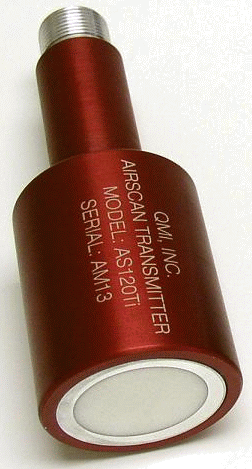 QMI, INC.
AIRSCAN TRANSMITTER
MODEL: AS120Ti
SERIAL: AM13